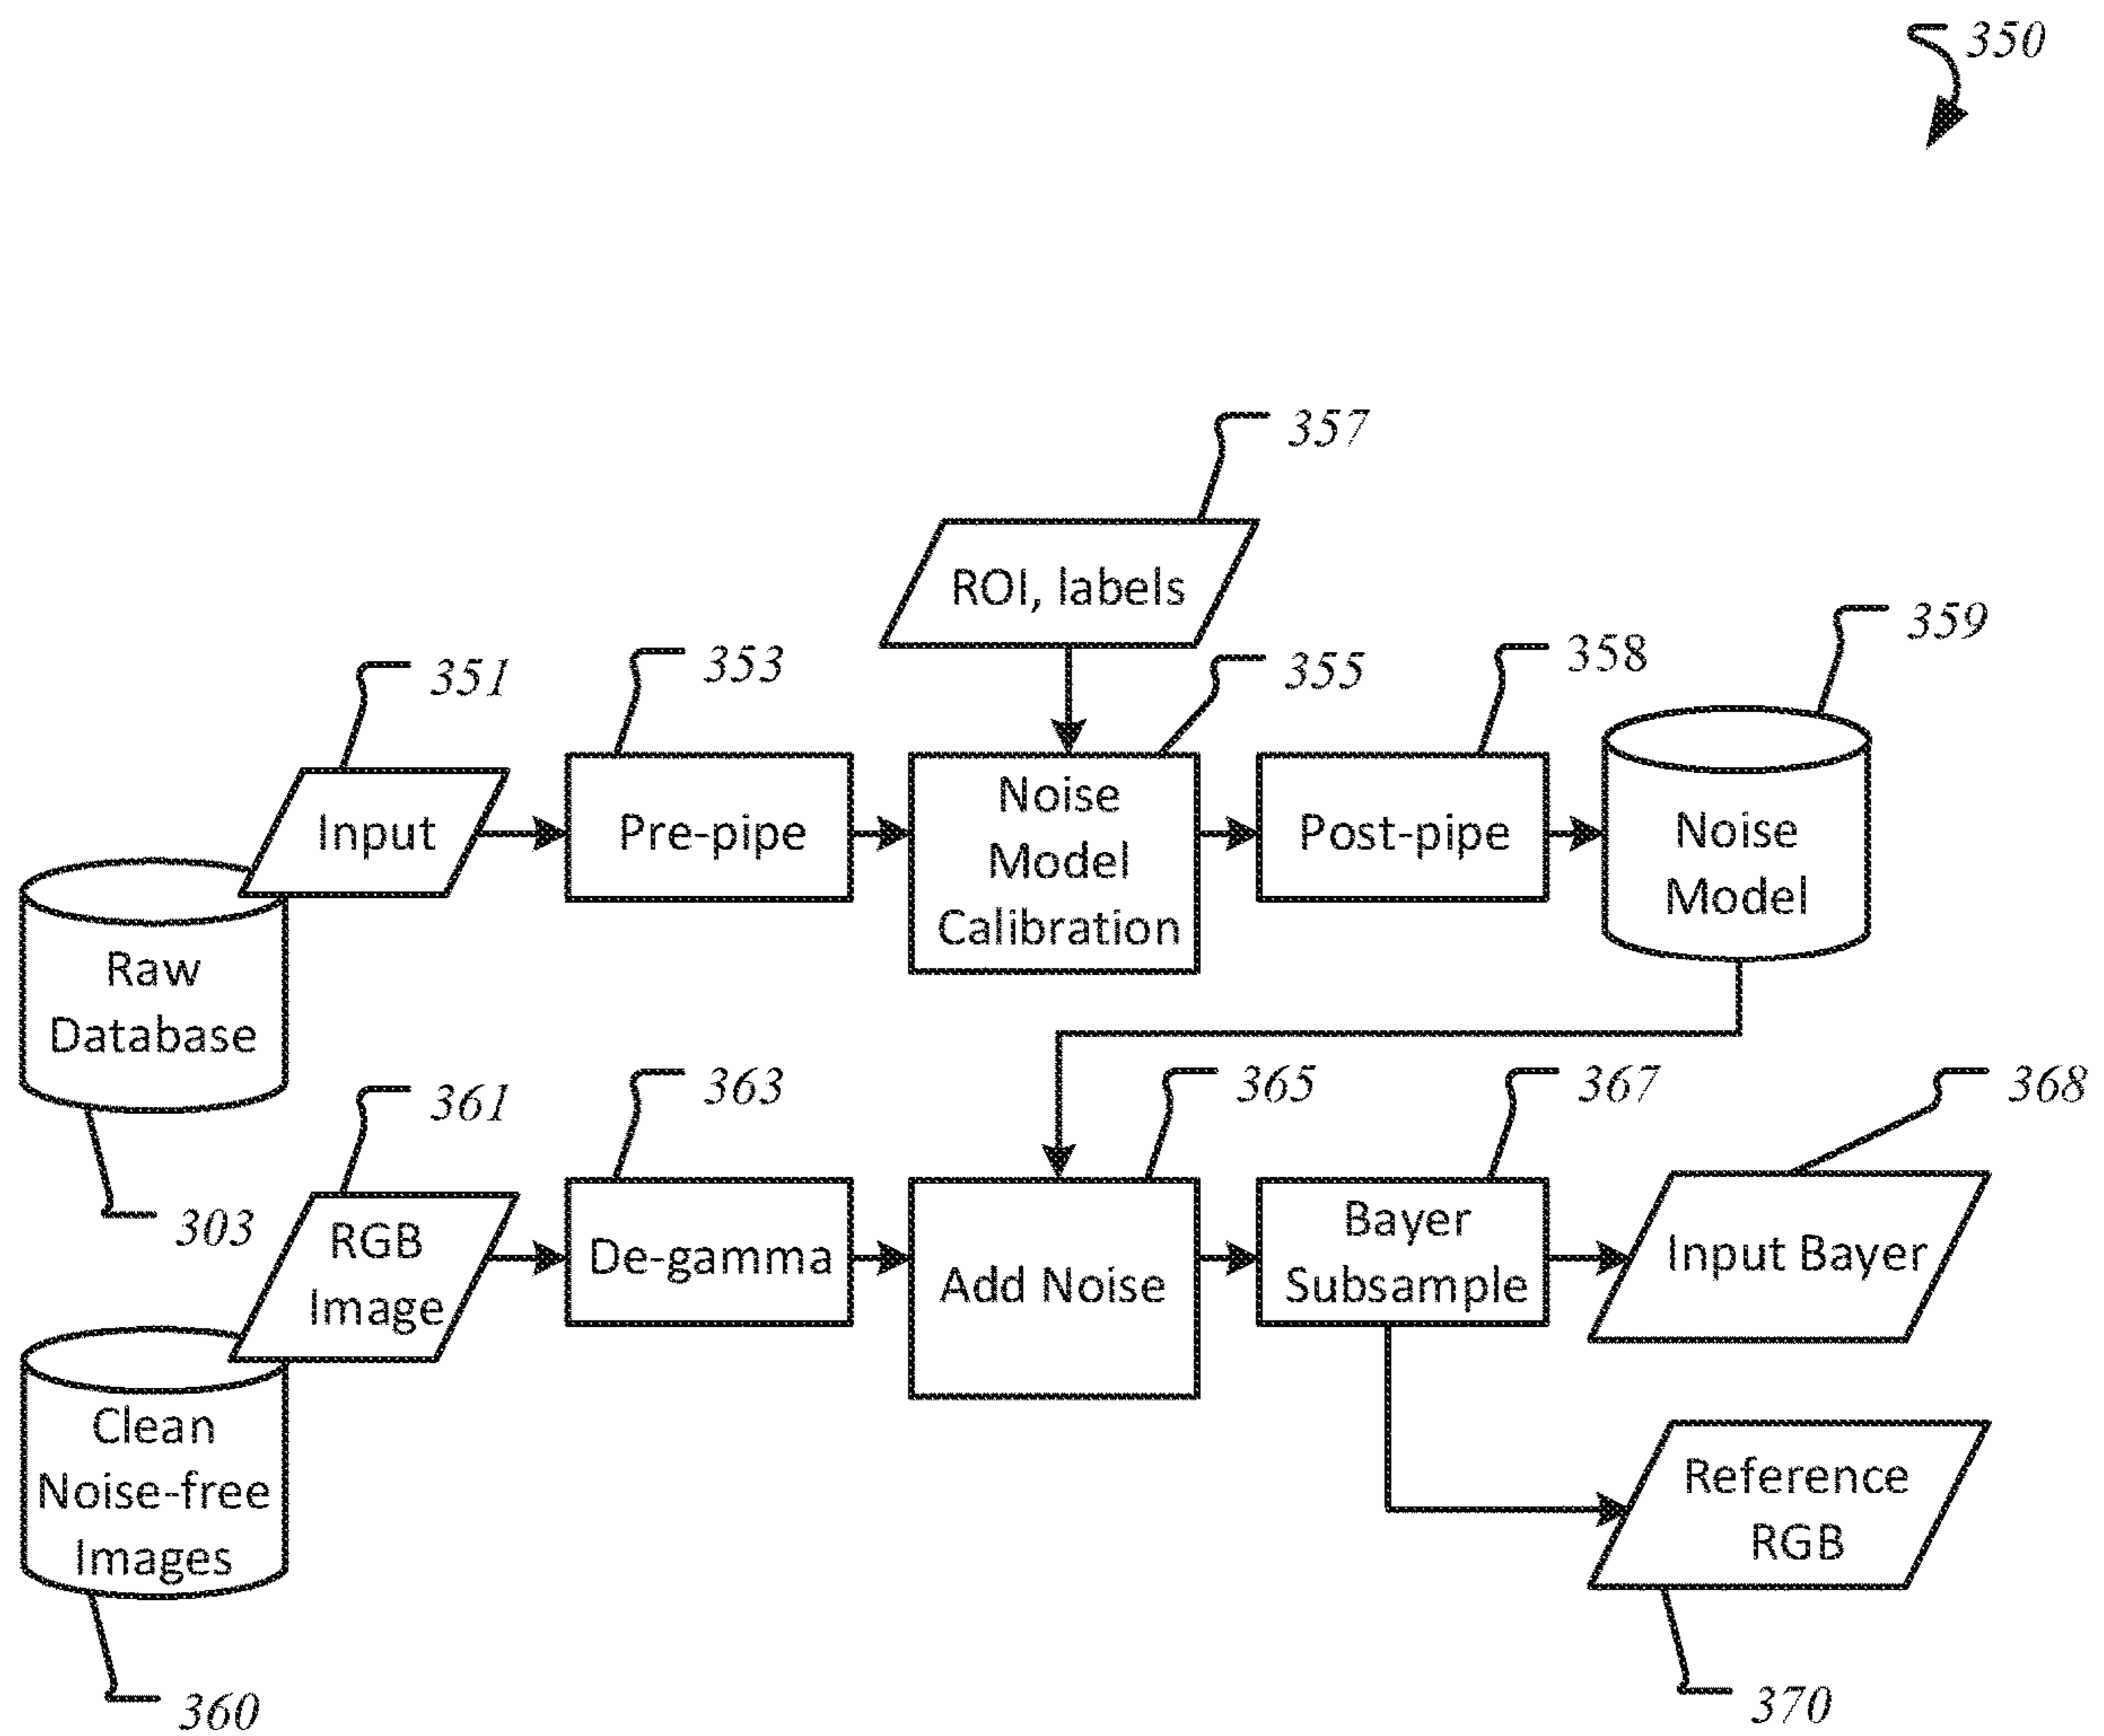 350
357
ROI, labels
351
353
355
358
359
Input
Pre-pipe
Noise
Model
Calibration
Post-pipe
Noise
Model
Raw
Database
303
361
363
365
367
368
RGB
Image
De-gamma
Add Noise
Bayer
Subsample
Input Bayer
Clean
Noise-free
Images
360
Reference
RGB
370